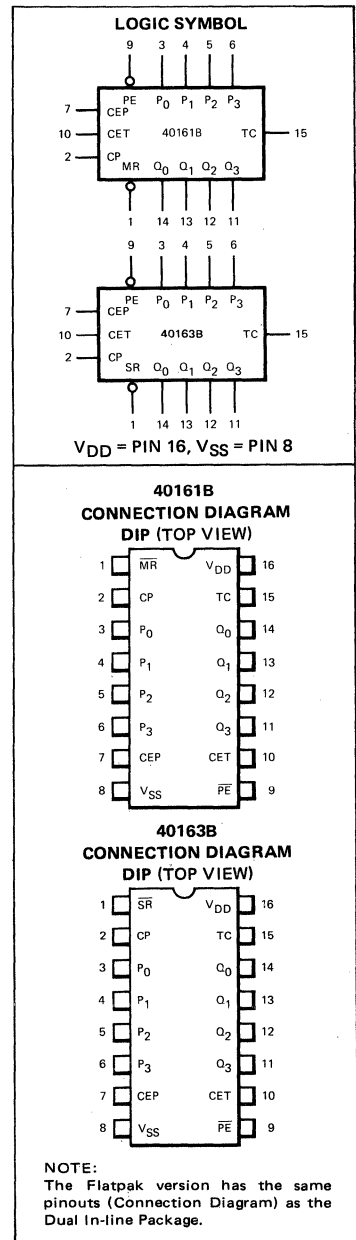 LOGIC SYMBOL
9 3 4 5 6
PE P0 P1 P2 P3
7 CEP
10 CET 40161B TC 15
2 CP
MR Q0 Q1 Q2 Q3
1 14 13 12 11
9 3 4 5 6
PE P0 P1 P2 P3
7 CEP
10 CET 40163B TC 15
2 CP
SR Q0 Q1 Q2 Q3
1 14 13 12 11
VDD = PIN 16, VSS = PIN 8
40161B
CONNECTION DIAGRAM
DIP (TOP VIEW)
1 M̅R̅ VDD 16
2 CP TC 15
3 P0 Q0 14
4 P1 Q1 13
5 P2 Q2 12
6 P3 Q3 11
7 CEP CET 10
8 VSS P̅E̅ 9
40163B
CONNECTION DIAGRAM
DIP (TOP VIEW)
1 S̅R̅ VDD 16
2 CP TC 15
3 P0 Q0 14
4 P1 Q1 13
5 P2 Q2 12
6 P3 Q3 11
7 CEP CET 10
8 VSS P̅E̅ 9
NOTE:
The Flatpak version has the same
pinouts (Connection Diagram) as the
Dual In-line Package.